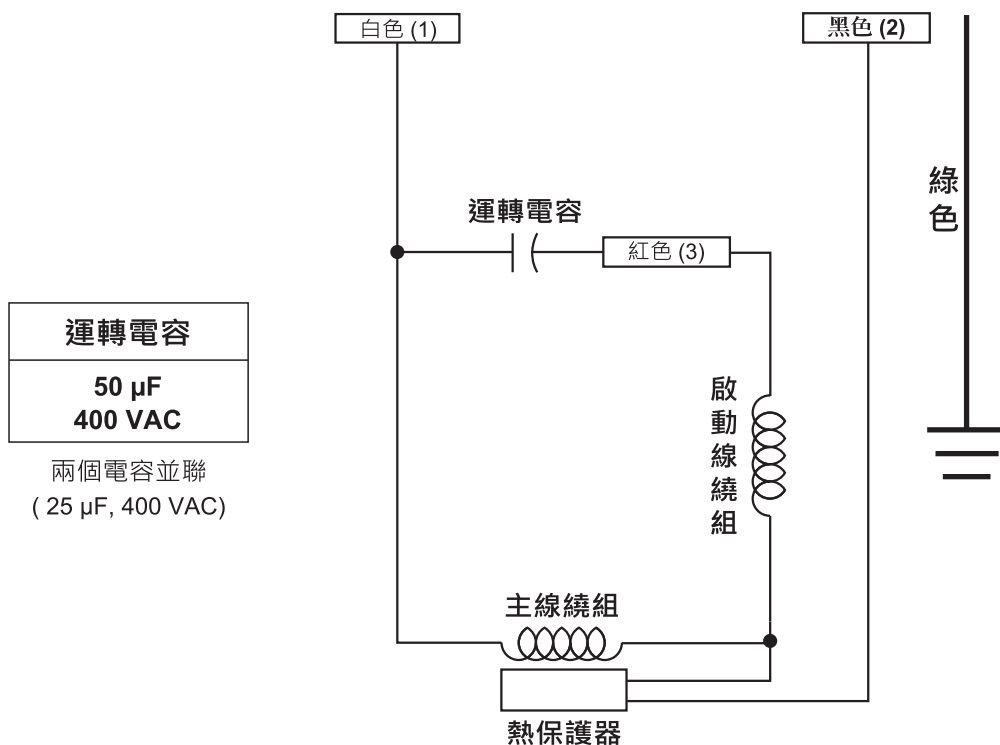 白色 (1)
黑色 (2)
綠色
運轉電容
紅色 (3)
運轉電容
50 µF
400 VAC
兩個電容並聯
( 25 µF, 400 VAC)
啟動線繞組
主線繞組
熱保護器